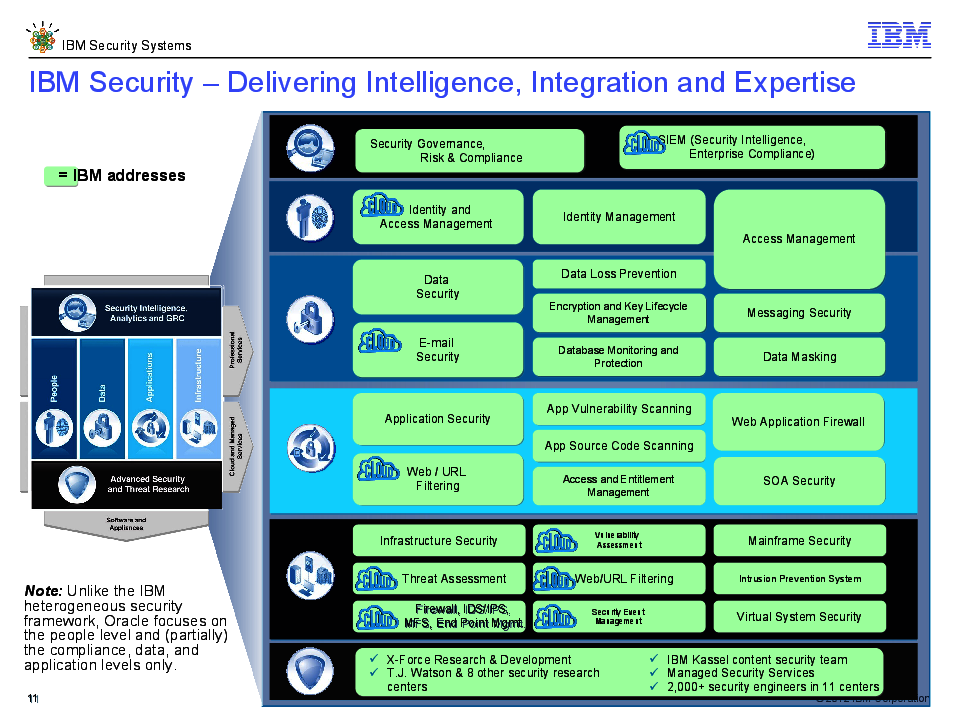 IBM Security Systems
IBM
IBM Security – Delivering Intelligence, Integration and Expertise
= IBM addresses
Security Intelligence,
Analytics and GRC
People
Data
Applications
Infrastructure
Professional
Services
Cloud and Managed
Services
Advanced Security
and Threat Research
Software and
Appliances
Note: Unlike the IBM
heterogeneous security
framework, Oracle focuses on
the people level and (partially)
the compliance, data, and
application levels only.
Security Governance,
Risk & Compliance
CLOUD
SIEM (Security Intelligence,
Enterprise Compliance)
CLOUD
Identity and
Access Management
Identity Management
Access Management
Data
Security
Data Loss Prevention
Encryption and Key Lifecycle
Management
Messaging Security
CLOUD
E-mail
Security
Database Monitoring and
Protection
Data Masking
Application Security
App Vulnerability Scanning
Web Application Firewall
App Source Code Scanning
CLOUD
Web / URL
Filtering
Access and Entitlement
Management
SOA Security
Infrastructure Security
CLOUD
Vulnerability
Assessment
Mainframe Security
CLOUD
Threat Assessment
CLOUD
Web/URL Filtering
Intrusion Prevention System
CLOUD
Firewall, IDS/IPS,
MFS, End Point Mgmt.
CLOUD
Security Event
Management
Virtual System Security
✓ X-Force Research & Development
✓ T.J. Watson & 8 other security research
centers
✓ IBM Kassel content security team
✓ Managed Security Services
✓ 2,000+ security engineers in 11 centers
11
© 2012 IBM Corporation